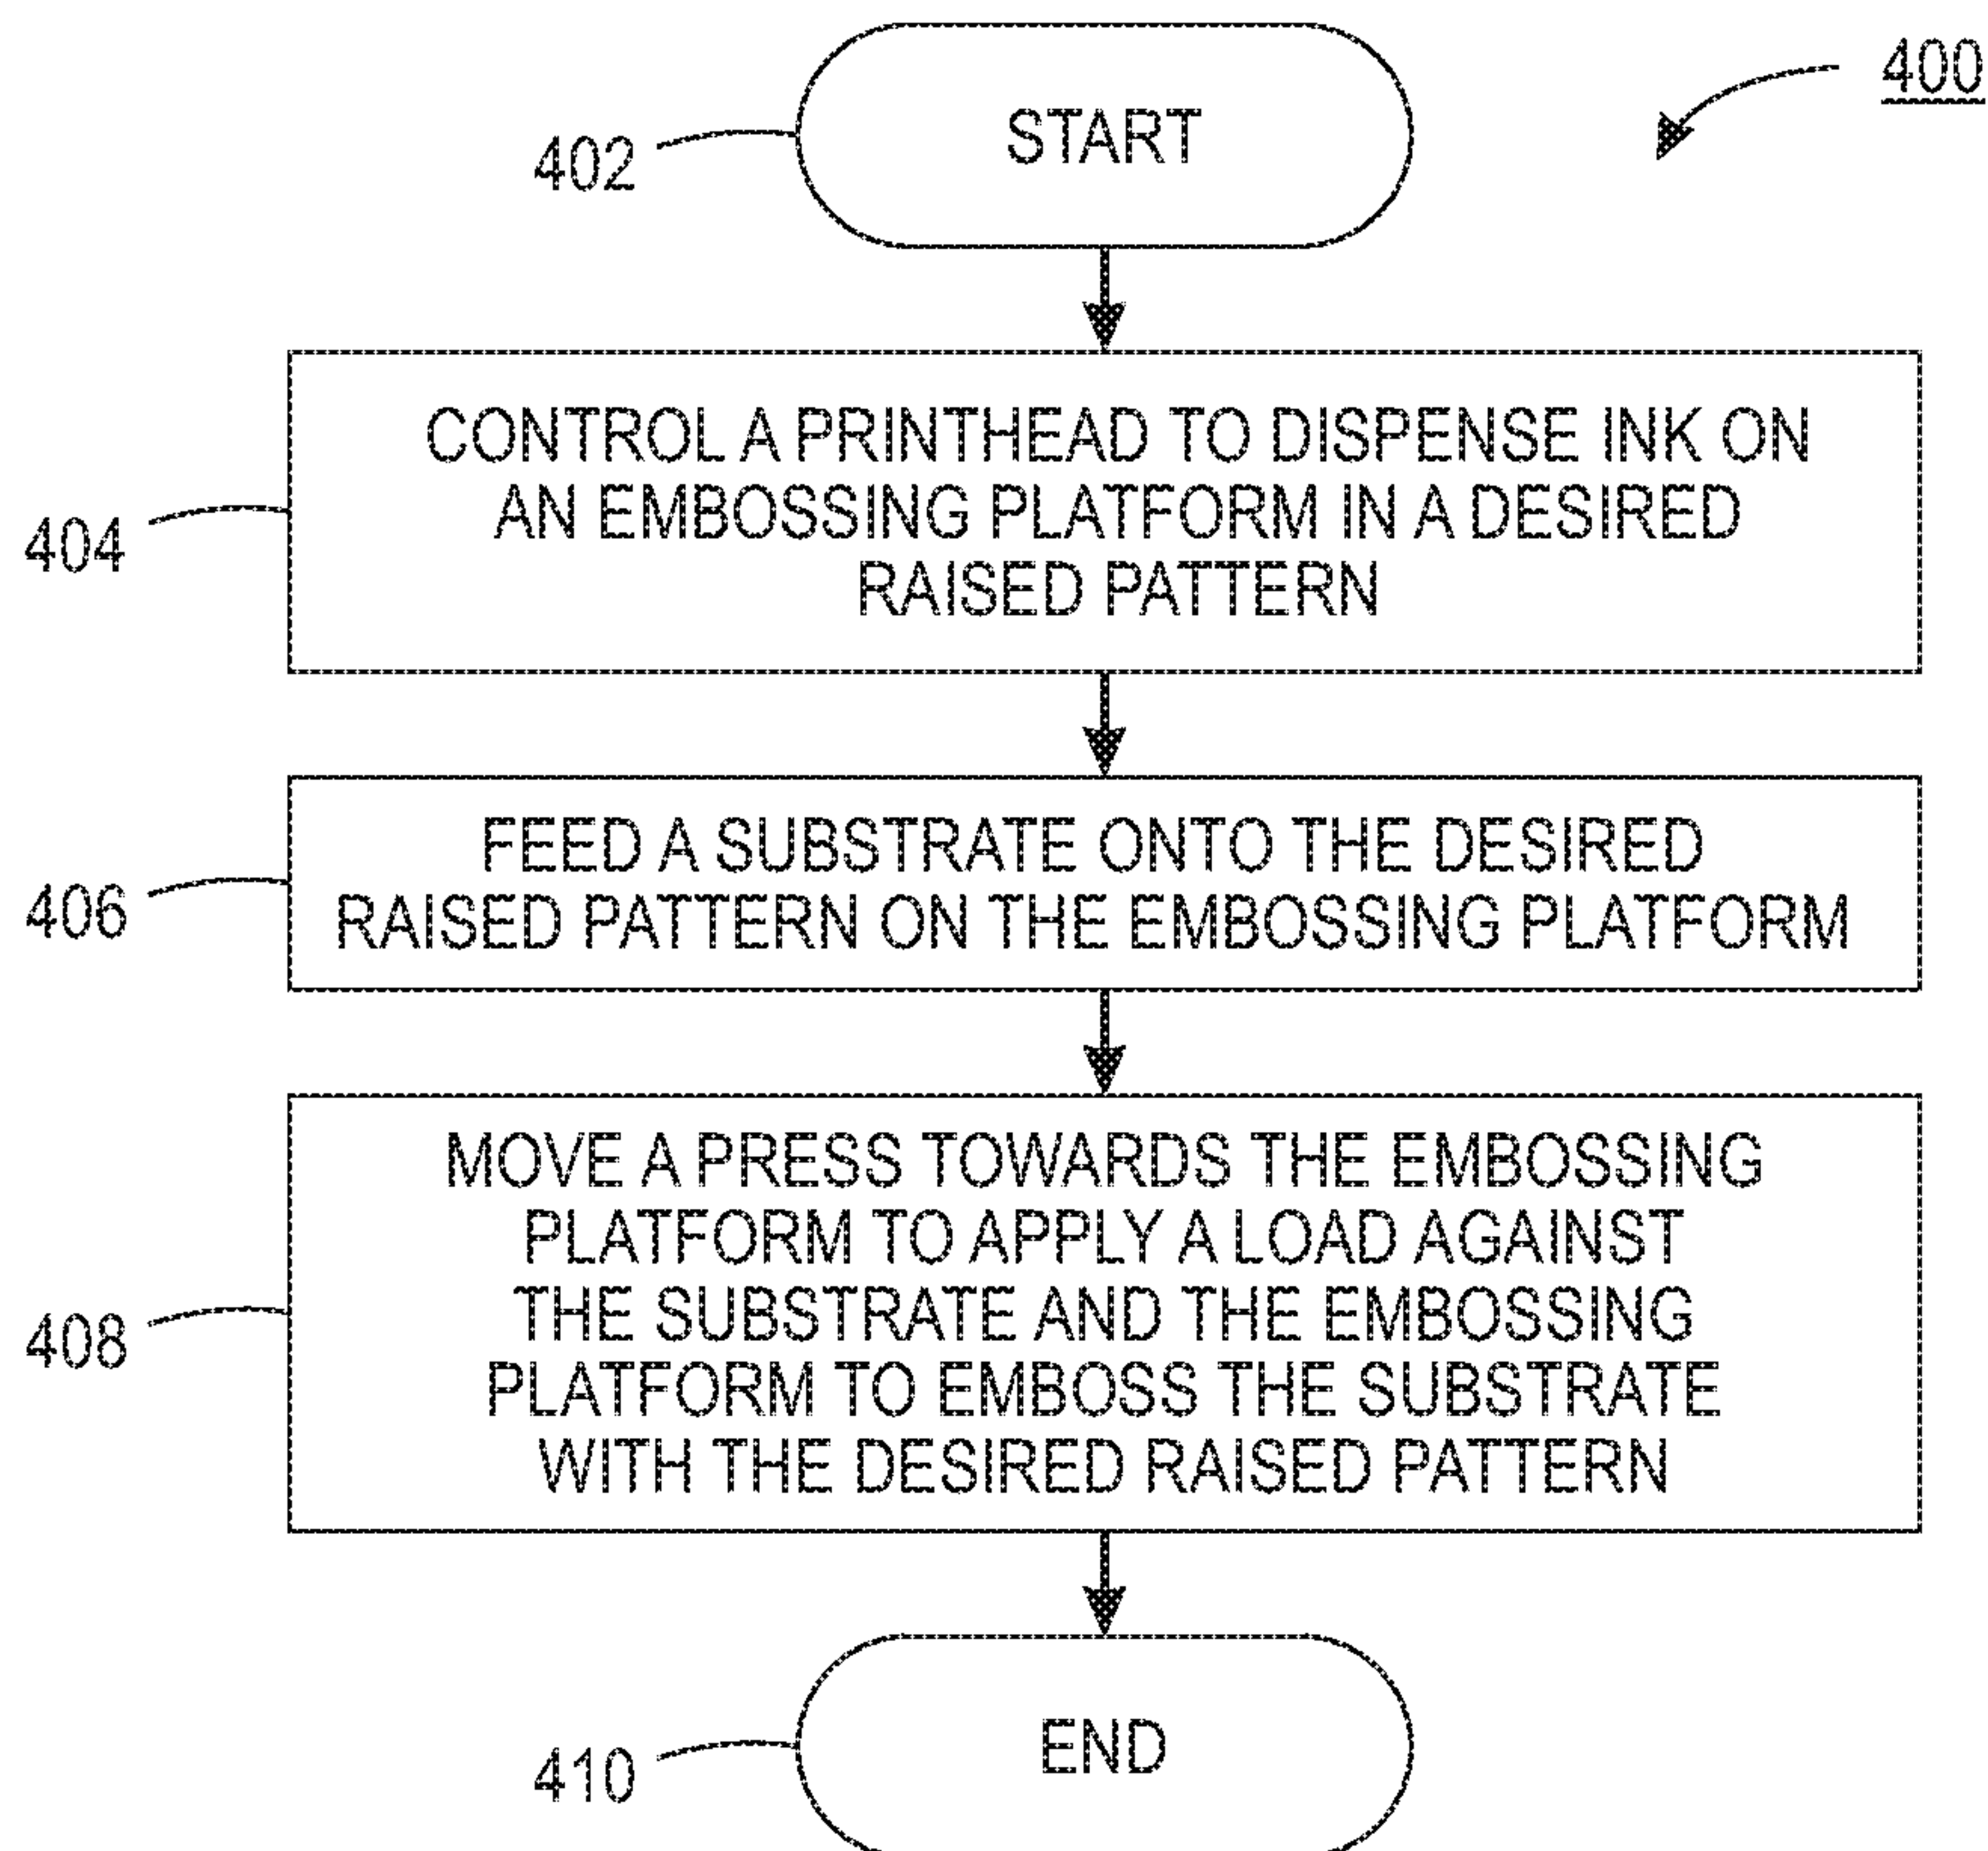 400
402
START
404
CONTROL A PRINTHEAD TO DISPENSE INK ON
AN EMBOSSING PLATFORM IN A DESIRED
RAISED PATTERN
406
FEED A SUBSTRATE ONTO THE DESIRED
RAISED PATTERN ON THE EMBOSSING PLATFORM
408
MOVE A PRESS TOWARDS THE EMBOSSING
PLATFORM TO APPLY A LOAD AGAINST
THE SUBSTRATE AND THE EMBOSSING
PLATFORM TO EMBOSS THE SUBSTRATE
WITH THE DESIRED RAISED PATTERN
410
END